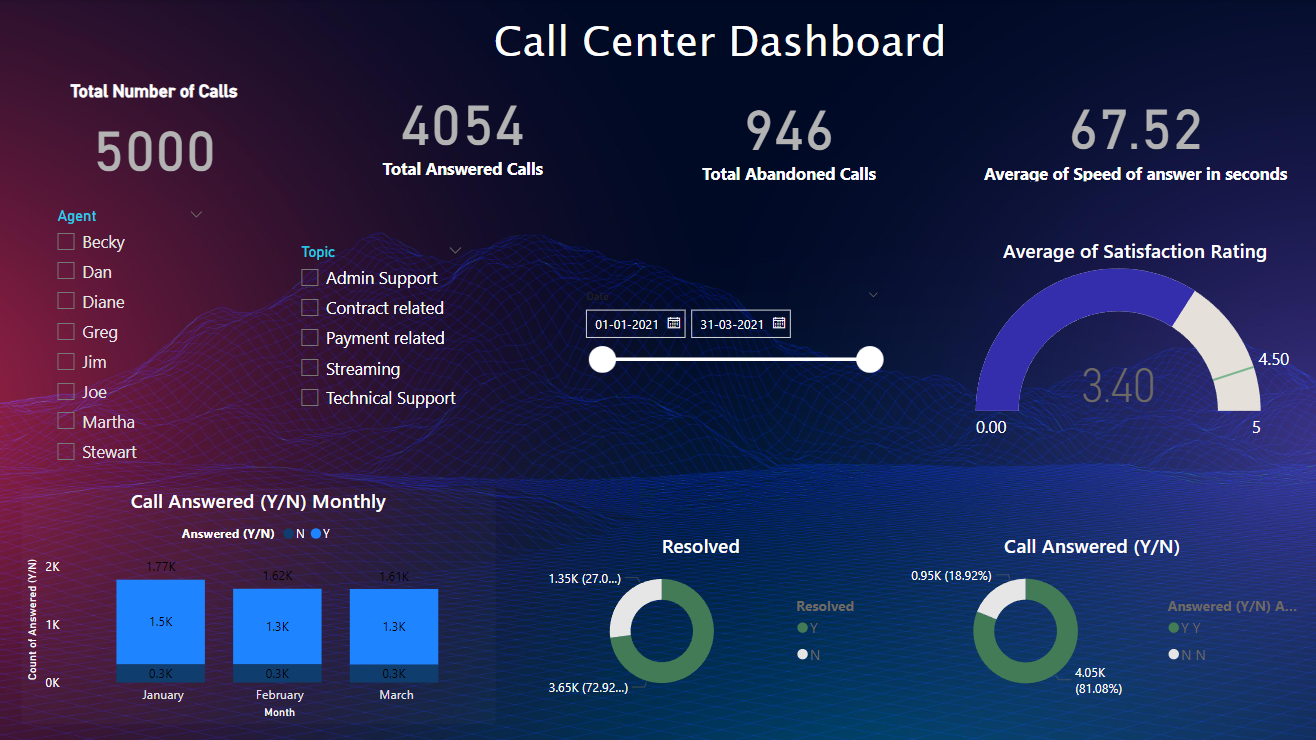 Call Center Dashboard
Total Number of Calls
5000
4054
Total Answered Calls
946
Total Abandoned Calls
67.52
Average of Speed of answer in seconds
Agent
Becky
Dan
Diane
Greg
Jim
Joe
Martha
Stewart
Topic
Admin Support
Contract related
Payment related
Streaming
Technical Support
Date
01-01-2021
31-03-2021
Average of Satisfaction Rating
4.50
3.40
0.00
5
Call Answered (Y/N) Monthly
Answered (Y/N) N Y
Count of Answered (Y/N)
2K
1K
0K
1.77K
1.62K
1.61K
1.5K
1.3K
1.3K
0.3K
0.3K
0.3K
January
February
March
Month
Resolved
1.35K (27.0...)
3.65K (72.92...)
Resolved
Y
N
Call Answered (Y/N)
0.95K (18.92%)
4.05K
(81.08%)
Answered (Y/N) A...
Y Y
N N